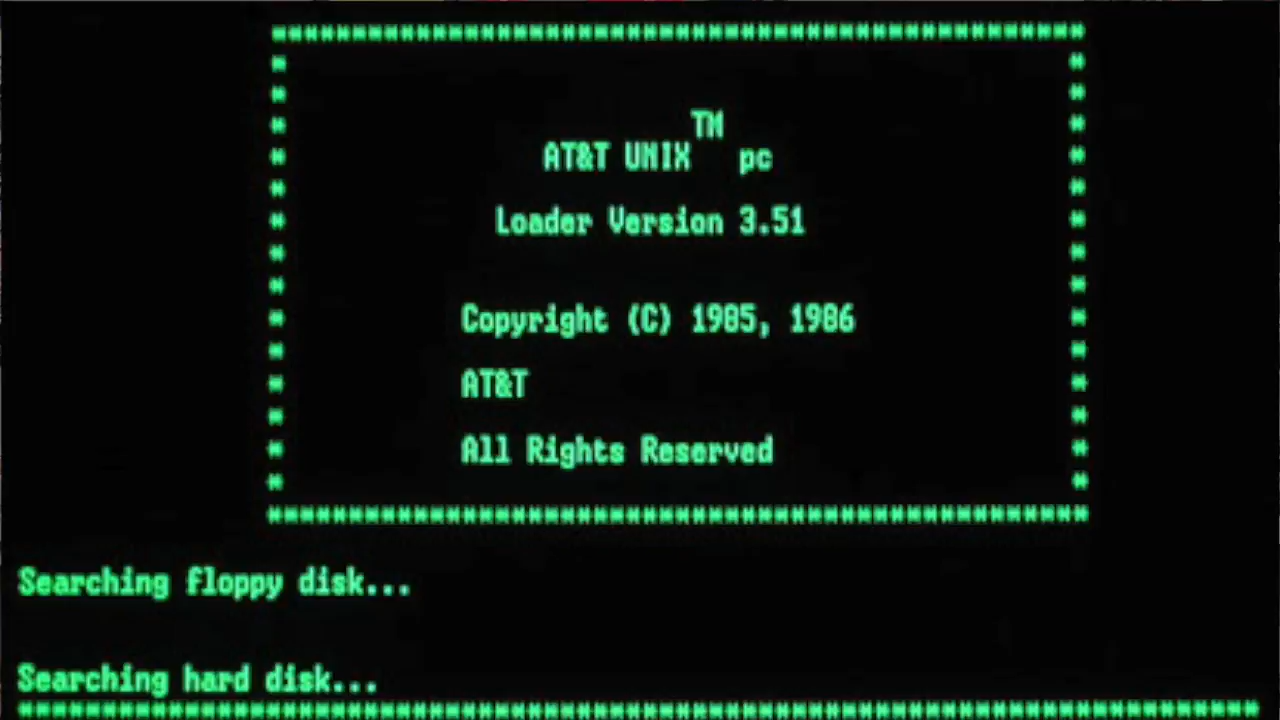 TM
AT&T UNIX pc
Loader Version 3.51
Copyright (C) 1985, 1986
AT&T
All Rights Reserved
Searching floppy disk...
Searching hard disk...